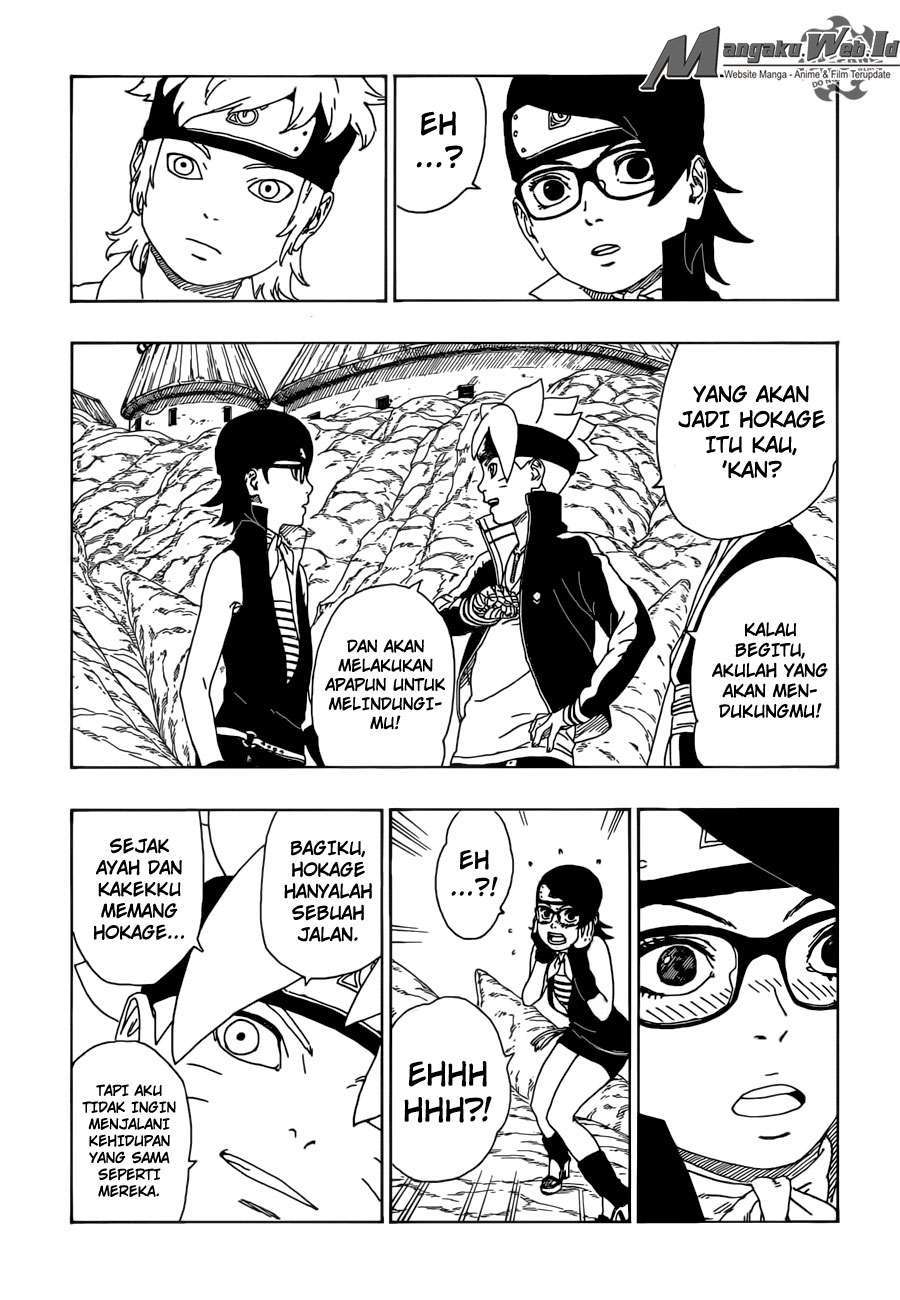 Mangaku.Web.Id
Website Manga - Anime & Film Terupdate
EH
...?
YANG AKAN
JADI HOKAGE
ITU KAU,
'KAN?
KALAU
BEGITU,
AKULAH YANG
AKAN MEN-
DUKUNGMU!
DAN AKAN
MELAKUKAN
APAPUN UNTUK
MELINDUNGI-
MU!
EH
...?!
EHHH
HHH?!
BAGIKU,
HOKAGE
HANYALAH
SEBUAH
JALAN.
SEJAK
AYAH DAN
KAKEKKU
MEMANG
HOKAGE...
TAPI AKU
TIDAK INGIN
MENJALANI
KEHIDUPAN
YANG SAMA
SEPERTI
MEREKA.